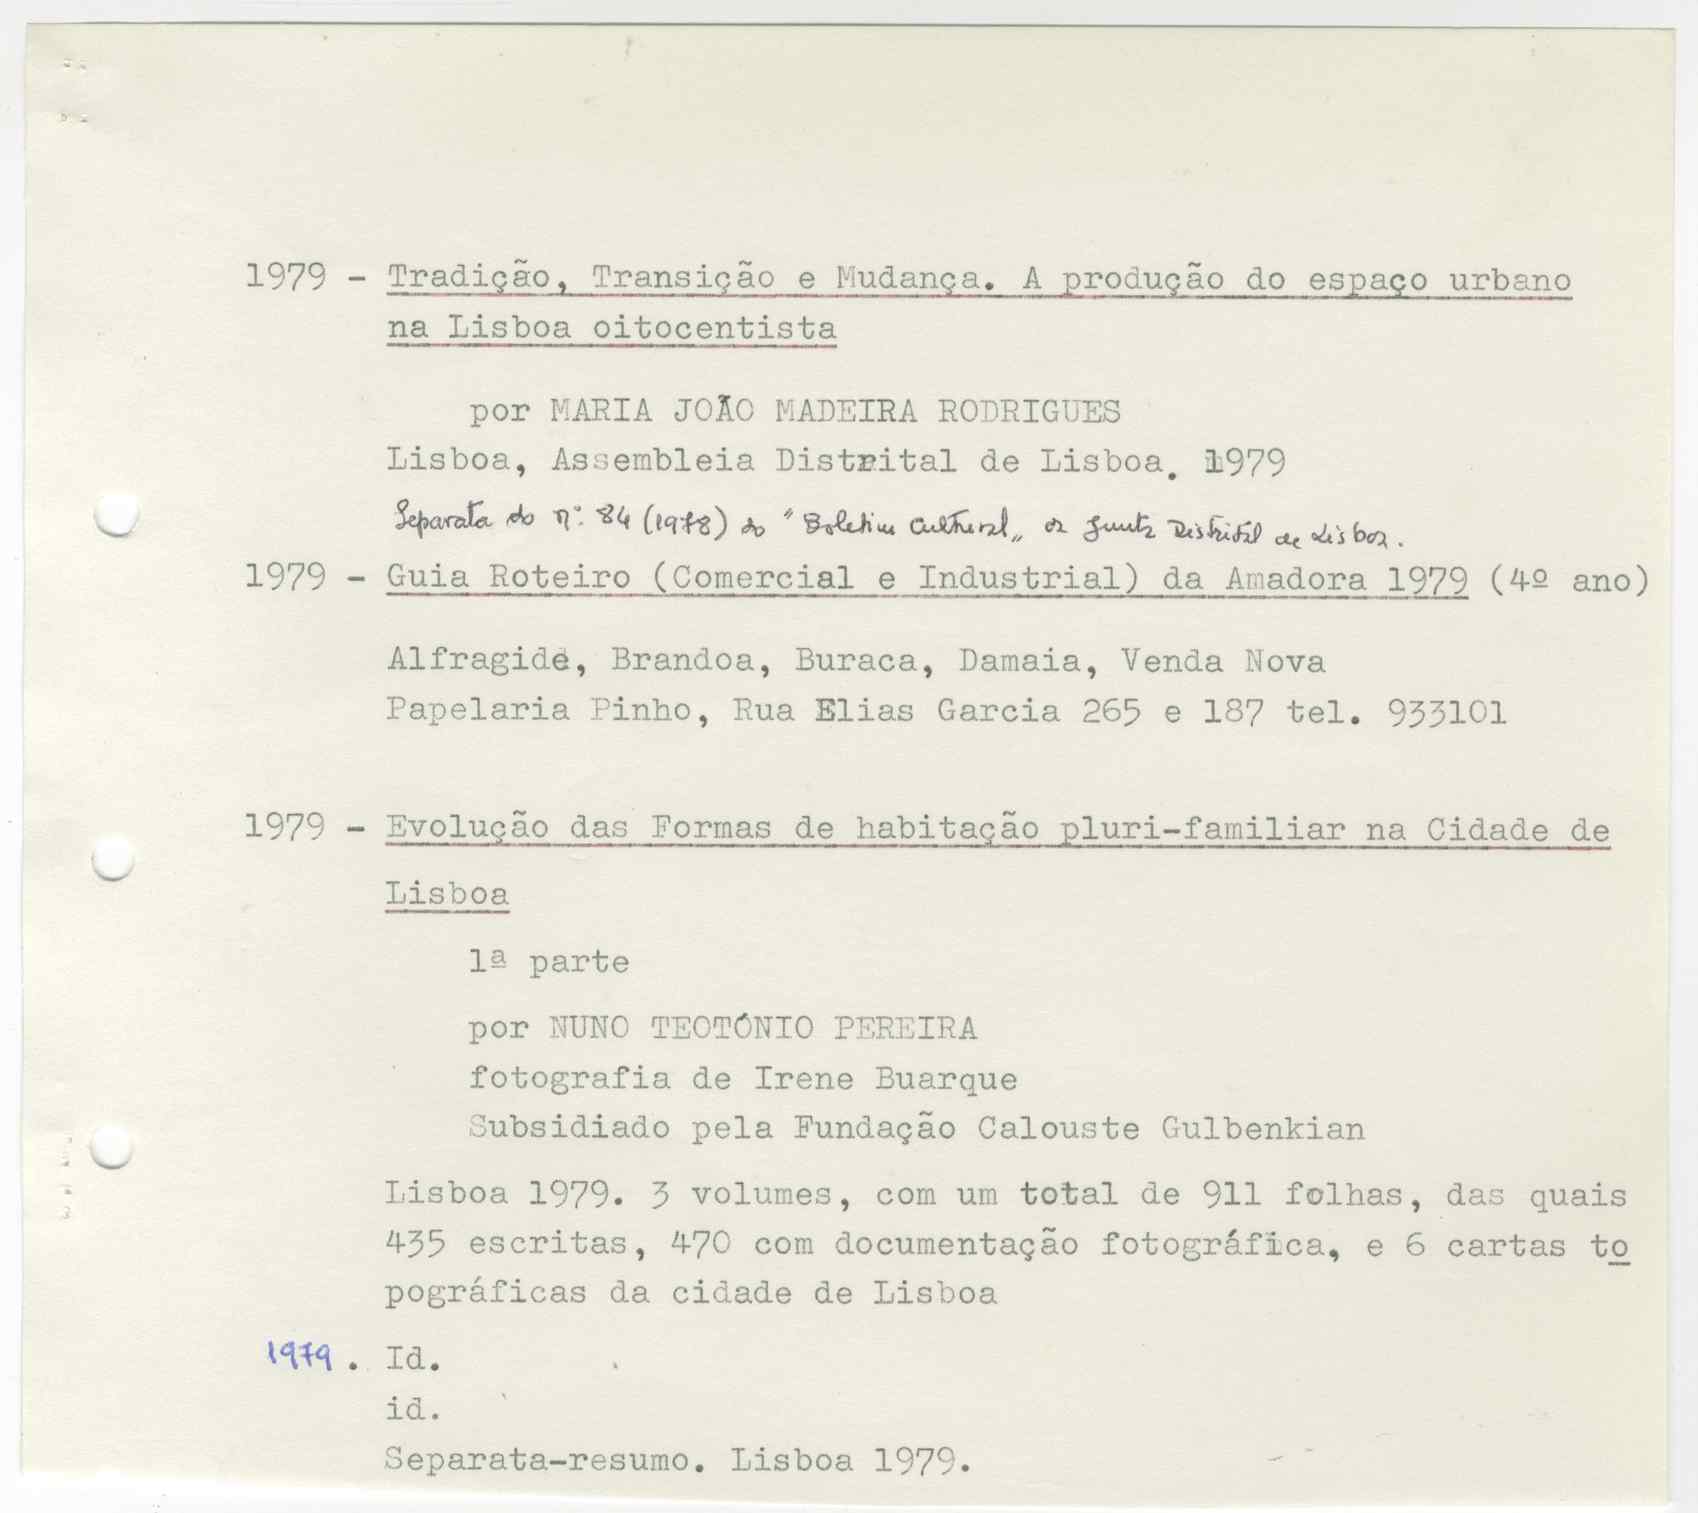 1979 - Tradição, Transição e Mudança. A produção do espaço urbano
na Lisboa oitocentista
por MARIA JOÃO MADEIRA RODRIGUES
Lisboa, Assembleia Distrital de Lisboa. 1979
Separata do nº. 84 (1978) do "Boletim Cultural„ da Junta Distrital de Lisboa.
1979 - Guia Roteiro (Comercial e Industrial) da Amadora 1979 (4º ano)
Alfragide, Brandoa, Buraca, Damaia, Venda Nova
Papelaria Pinho, Rua Elias Garcia 265 e 187 tel. 933101
1979 - Evolução das Formas de habitação pluri-familiar na Cidade de
Lisboa
1ª parte
por NUNO TEOTÓNIO PEREIRA
fotografia de Irene Buarque
Subsidiado pela Fundação Calouste Gulbenkian
Lisboa 1979. 3 volumes, com um total de 911 folhas, das quais
435 escritas, 470 com documentação fotográfica, e 6 cartas to
pográficas da cidade de Lisboa
1979 . Id.
id.
Separata-resumo. Lisboa 1979.